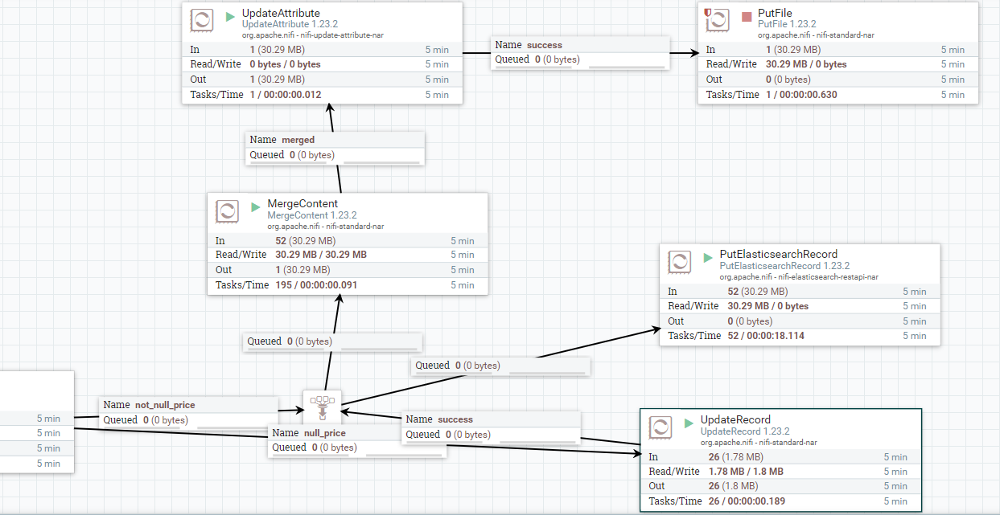 UpdateAttribute
UpdateAttribute 1.23.2
org.apache.nifi - nifi-update-attribute-nar
In 1 (30.29 MB) 5 min
Read/Write 0 bytes / 0 bytes 5 min
Out 1 (30.29 MB) 5 min
Tasks/Time 1 / 00:00:00.012 5 min
Name success
Queued 0 (0 bytes)
PutFile
PutFile 1.23.2
org.apache.nifi - nifi-standard-nar
In 1 (30.29 MB) 5 min
Read/Write 30.29 MB / 0 bytes 5 min
Out 0 (0 bytes) 5 min
Tasks/Time 1 / 00:00:00.630 5 min
Name merged
Queued 0 (0 bytes)
MergeContent
MergeContent 1.23.2
org.apache.nifi - nifi-standard-nar
In 52 (30.29 MB) 5 min
Read/Write 30.29 MB / 30.29 MB 5 min
Out 1 (30.29 MB) 5 min
Tasks/Time 195 / 00:00:00.091 5 min
PutElasticsearchRecord
PutElasticsearchRecord 1.23.2
org.apache.nifi - nifi-elasticsearch-restapi-nar
In 52 (30.29 MB) 5 min
Read/Write 30.29 MB / 0 bytes 5 min
Out 0 (0 bytes) 5 min
Tasks/Time 52 / 00:00:18.114 5 min
Queued 0 (0 bytes)
Queued 0 (0 bytes)
5 min
5 min
5 min
5 min
Name not_null_price
Queued 0 (0 bytes)
Name null_price
Queued 0 (0 bytes)
Name success
Queued 0 (0 bytes)
UpdateRecord
UpdateRecord 1.23.2
org.apache.nifi - nifi-standard-nar
In 26 (1.78 MB) 5 min
Read/Write 1.78 MB / 1.8 MB 5 min
Out 26 (1.8 MB) 5 min
Tasks/Time 26 / 00:00:00.189 5 min